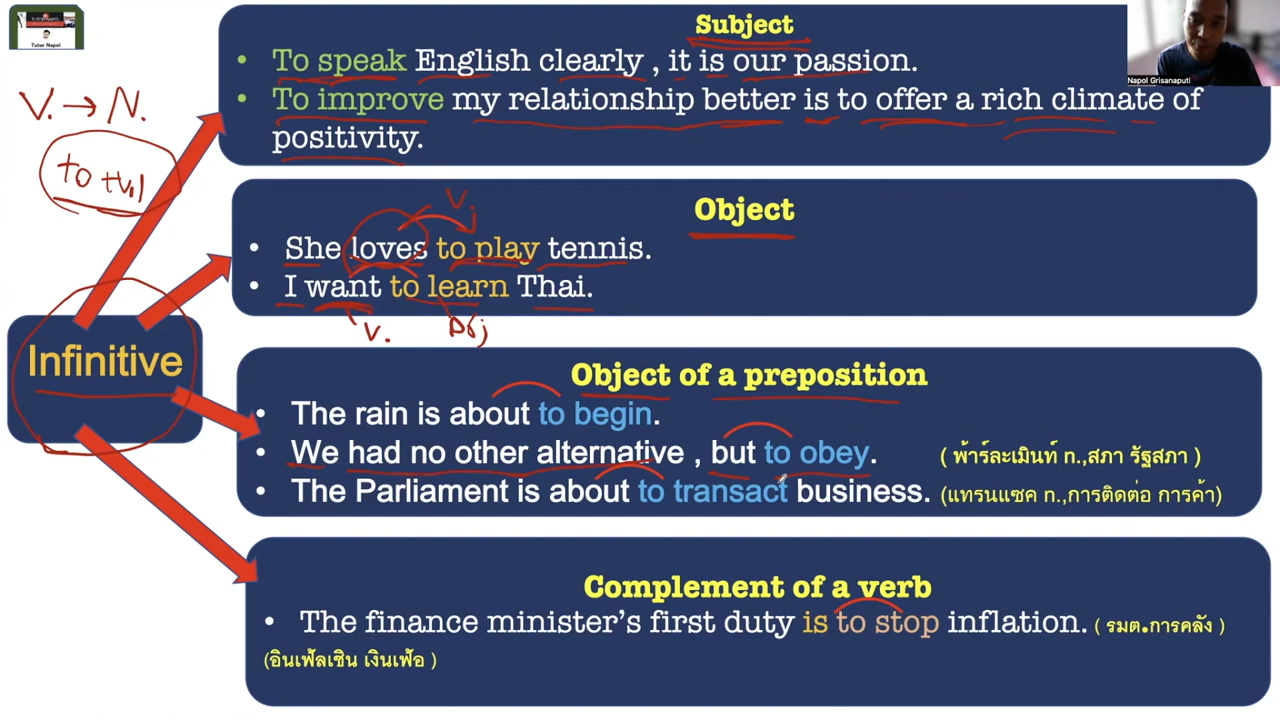 Tutor Napol
Napol Grisanaputi
V. → N.
to + v.1
Infinitive
Subject
• To speak English clearly , it is our passion.
• To improve my relationship better is to offer a rich climate of
positivity.
Object
V.
• She loves to play tennis.
• I want to learn Thai.
V.
Object of a preposition
• The rain is about to begin.
• We had no other alternative , but to obey. ( พ้าร์ละเมินท์ n.,สภา รัฐสภา )
• The Parliament is about to transact business. (แทรนแซค n.,การติดต่อ การค้า)
Complement of a verb
• The finance minister’s first duty is to stop inflation. ( รมต.การคลัง )
(อินเฟ้ลเชิน เงินเฟ้อ )